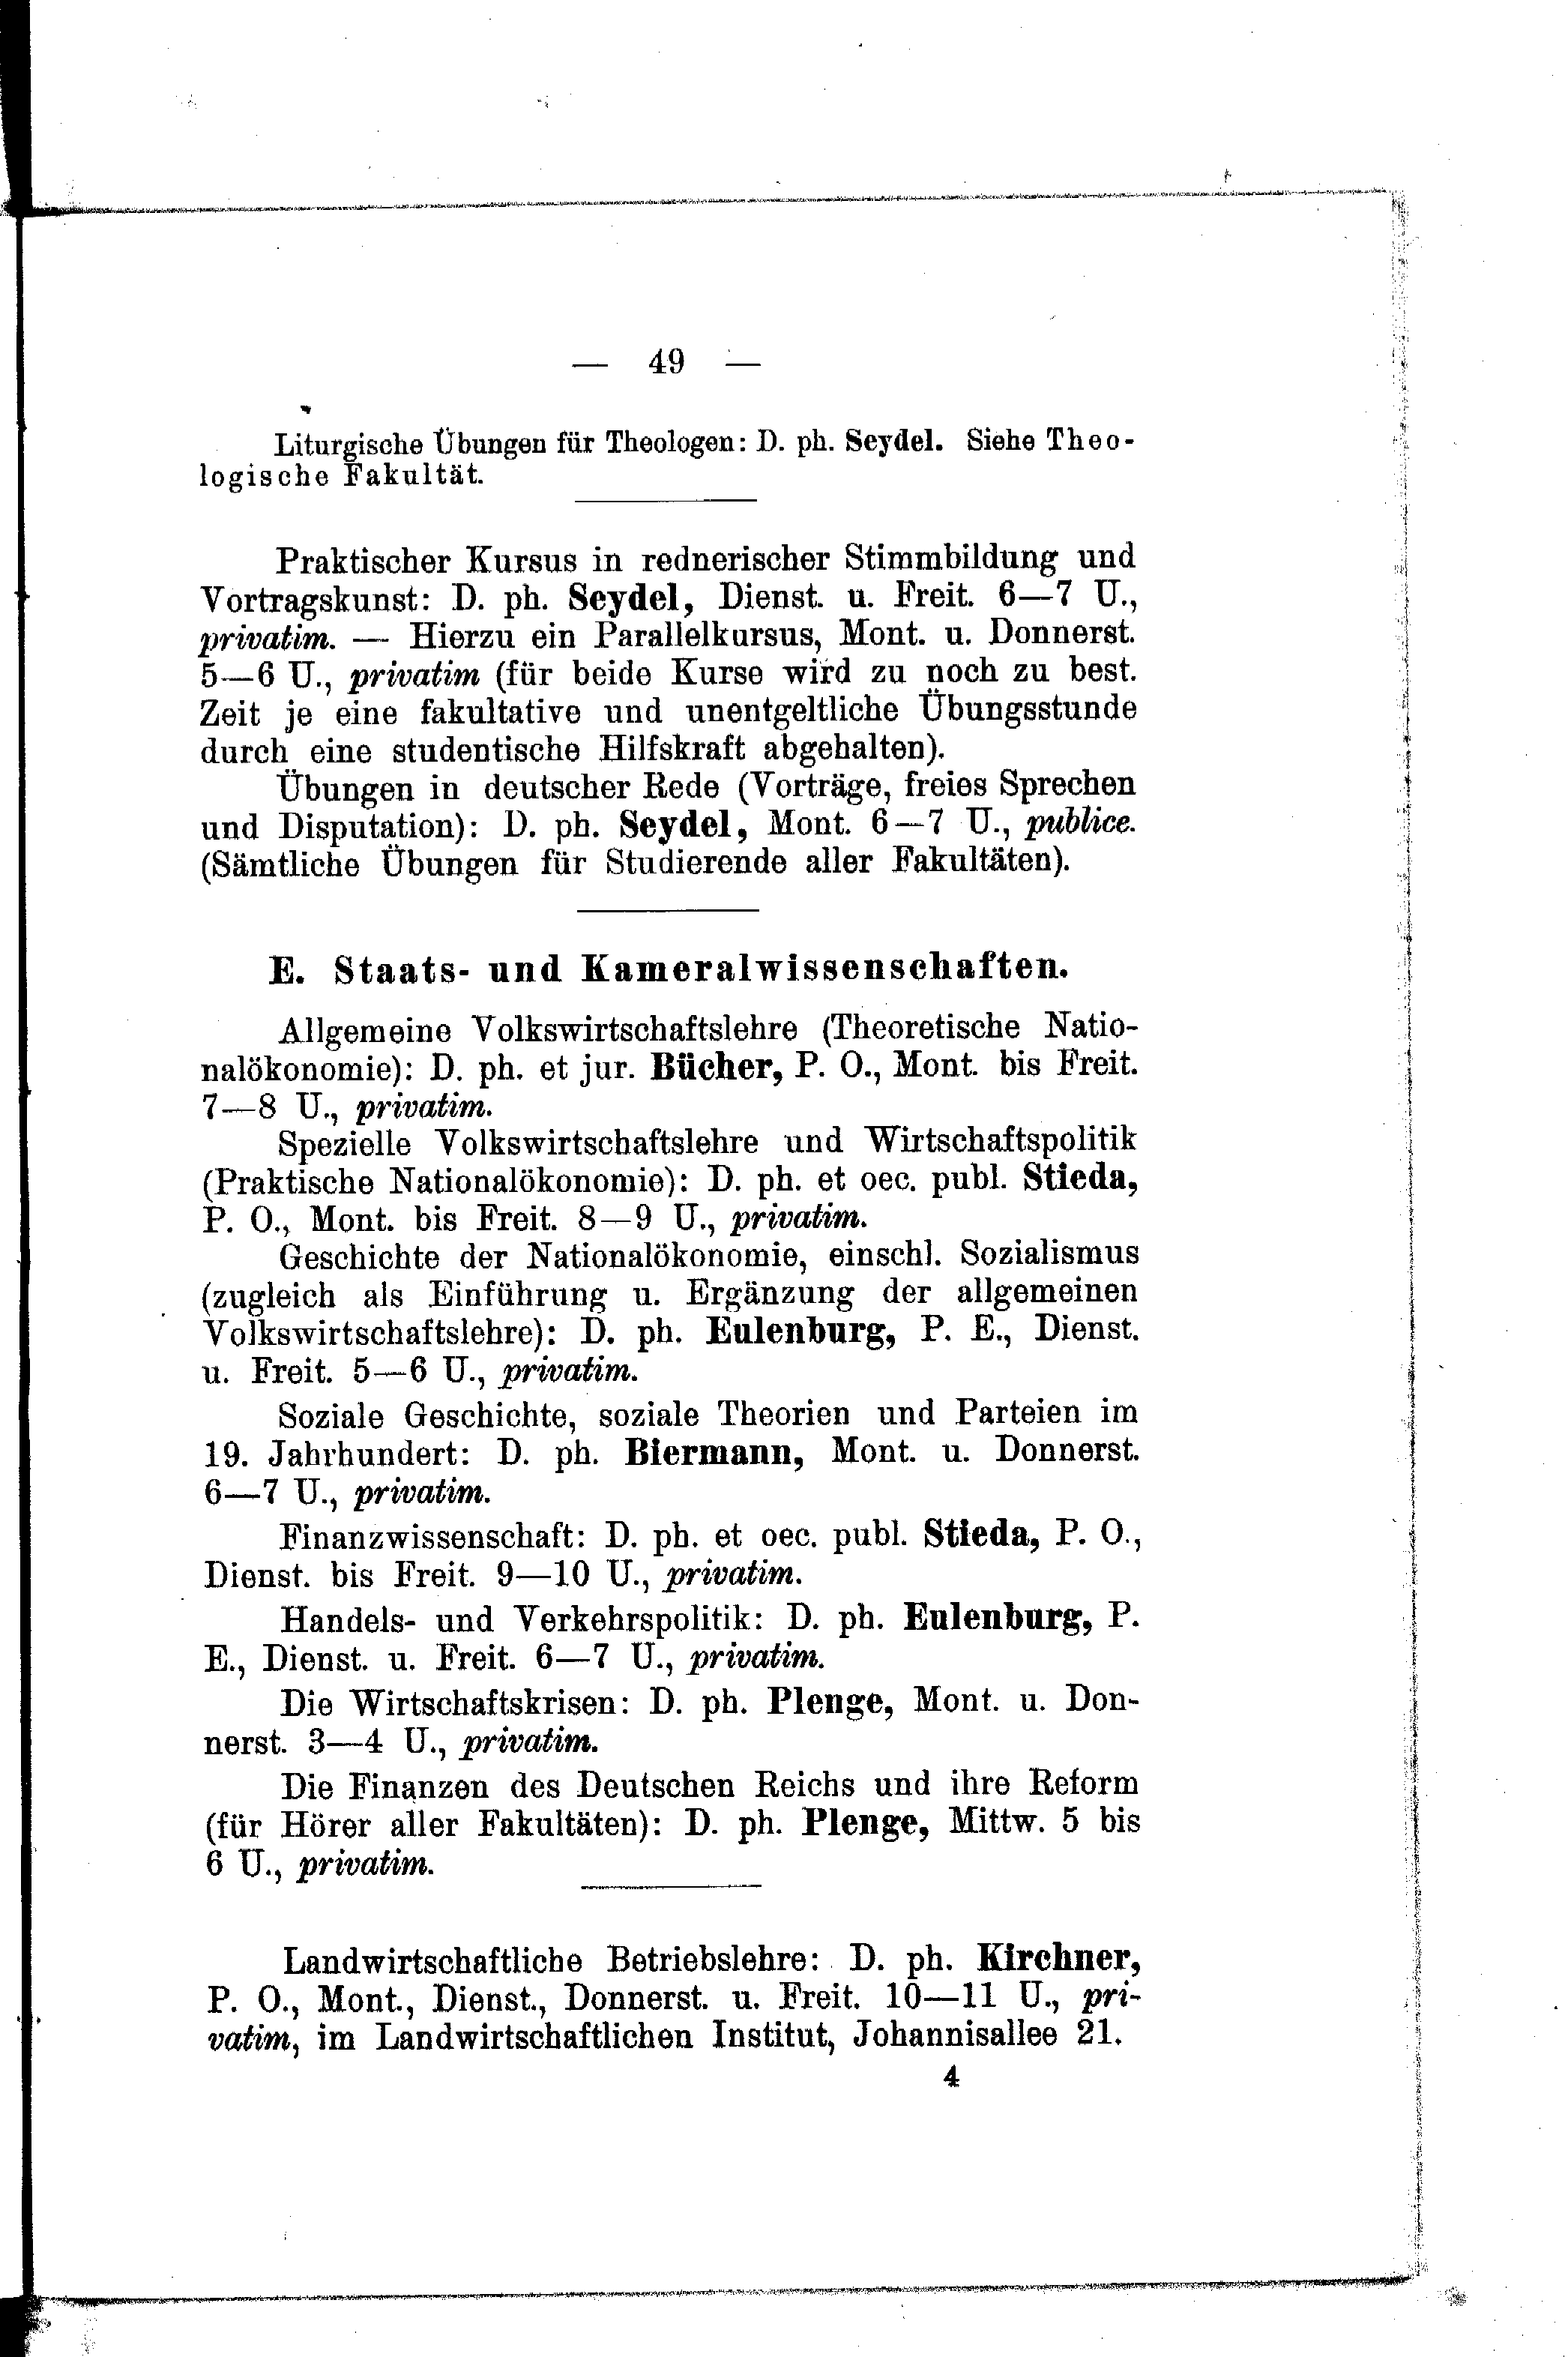 — 49 —
Liturgische Übungen für Theologen: D. ph. Seydel. Siehe Theo-
logische Fakultät.
Praktischer Kursus in rednerischer Stimmbildung und
Vortragskunst: D. ph. Seydel, Dienst. u. Freit. 6—7 U.,
privatim. — Hierzu ein Parallelkursus, Mont. u. Donnerst.
5—6 U., privatim (für beide Kurse wird zu noch zu best.
Zeit je eine fakultative und unentgeltliche Übungsstunde
durch eine studentische Hilfskraft abgehalten).
Übungen in deutscher Rede (Vorträge, freies Sprechen
und Disputation): D. ph. Seydel, Mont. 6—7 U., publice.
(Sämtliche Übungen für Studierende aller Fakultäten).
E. Staats- und Kameralwissenschaften.
Allgemeine Volkswirtschaftslehre (Theoretische Natio-
nalökonomie): D. ph. et jur. Bücher, P. O., Mont. bis Freit.
7—8 U., privatim.
Spezielle Volkswirtschaftslehre und Wirtschaftspolitik
(Praktische Nationalökonomie): D. ph. et oec. publ. Stieda,
P. O., Mont. bis Freit. 8—9 U., privatim.
Geschichte der Nationalökonomie, einschl. Sozialismus
(zugleich als Einführung u. Ergänzung der allgemeinen
Volkswirtschaftslehre): D. ph. Eulenburg, P. E., Dienst.
u. Freit. 5—6 U., privatim.
Soziale Geschichte, soziale Theorien und Parteien im
19. Jahrhundert: D. ph. Biermann, Mont. u. Donnerst.
6—7 U., privatim.
Finanzwissenschaft: D. ph. et oec. publ. Stieda, P. O.,
Dienst. bis Freit. 9—10 U., privatim.
Handels- und Verkehrspolitik: D. ph. Eulenburg, P.
E., Dienst. u. Freit. 6—7 U., privatim.
Die Wirtschaftskrisen: D. ph. Plenge, Mont. u. Don-
nerst. 3—4 U., privatim.
Die Finanzen des Deutschen Reichs und ihre Reform
(für Hörer aller Fakultäten): D. ph. Plenge, Mittw. 5 bis
6 U., privatim.
Landwirtschaftliche Betriebslehre: D. ph. Kirchner,
P. O., Mont., Dienst., Donnerst. u. Freit. 10—11 U., pri-
vatim, im Landwirtschaftlichen Institut, Johannisallee 21.
4